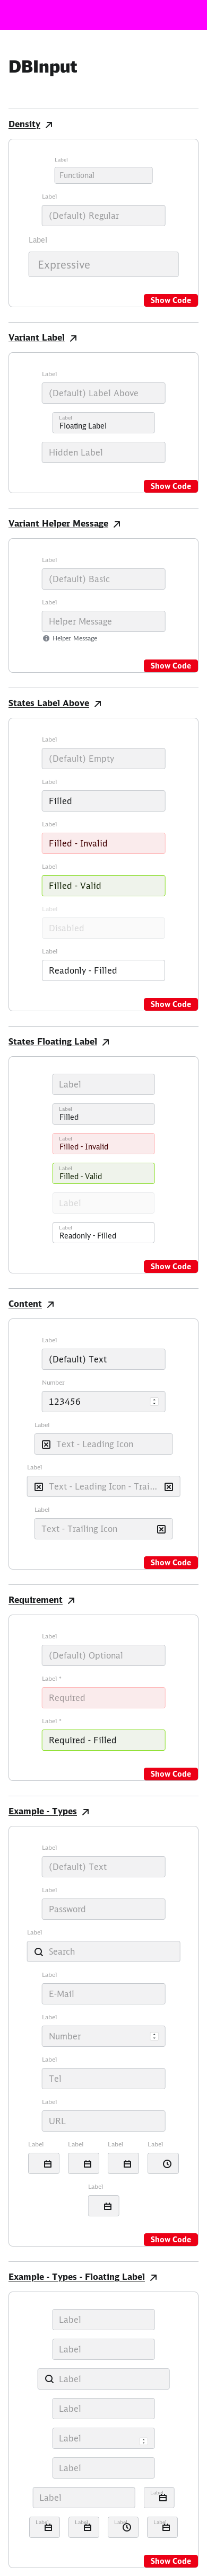 DBInput
Density
Label
Functional
Label
(Default) Regular
Label
Expressive
Show Code
Variant Label
Label
(Default) Label Above
Label
Floating Label
Hidden Label
Show Code
Variant Helper Message
Label
(Default) Basic
Label
Helper Message
Helper Message
Show Code
States Label Above
Label
(Default) Empty
Label
Filled
Label
Filled - Invalid
Label
Filled - Valid
Label
Disabled
Label
Readonly - Filled
Show Code
States Floating Label
Label
Label
Filled
Label
Filled - Invalid
Label
Filled - Valid
Label
Label
Readonly - Filled
Show Code
Content
Label
(Default) Text
Number
123456
Label
Text - Leading Icon
Label
Text - Leading Icon - Trai...
Label
Text - Trailing Icon
Show Code
Requirement
Label
(Default) Optional
Label *
Required
Label *
Required - Filled
Show Code
Example - Types
Label
(Default) Text
Label
Password
Label
Search
Label
E-Mail
Label
Number
Label
Tel
Label
URL
Label Label Label Label
Label
Show Code
Example - Types - Floating Label
Label
Label
Label
Label
Label
Label
Label Label
Label Label Label Label
Show Code